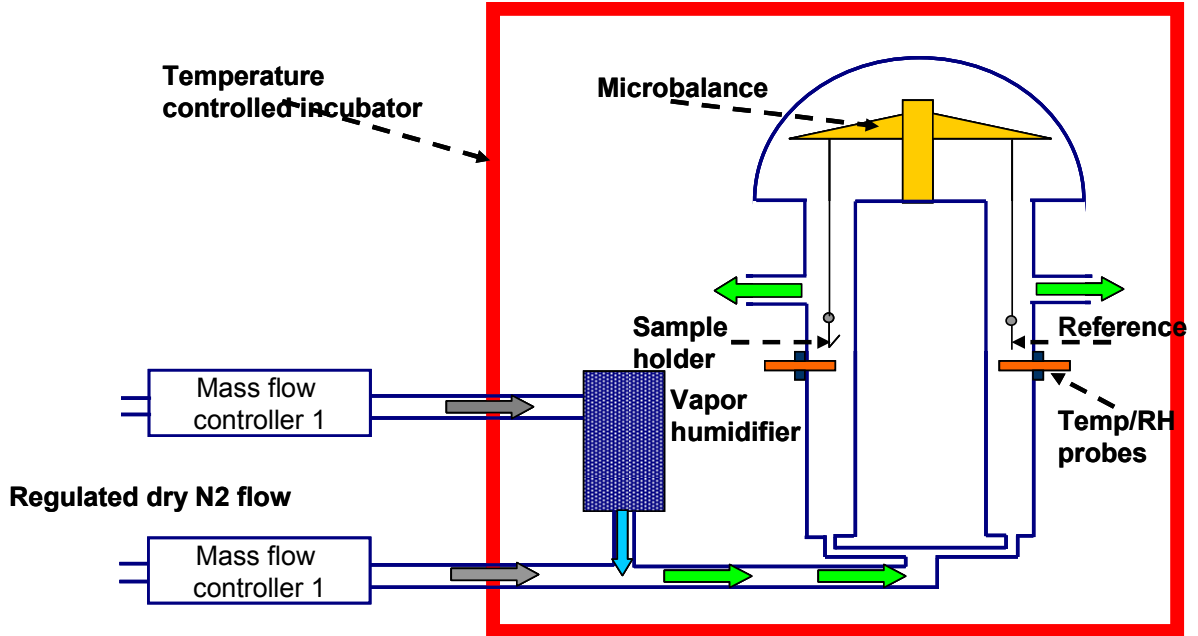 Temperature
controlled incubator
Microbalance
Sample
holder
Reference
Mass flow
controller 1
Vapor
humidifier
Temp/RH
probes
Regulated dry N2 flow
Mass flow
controller 1